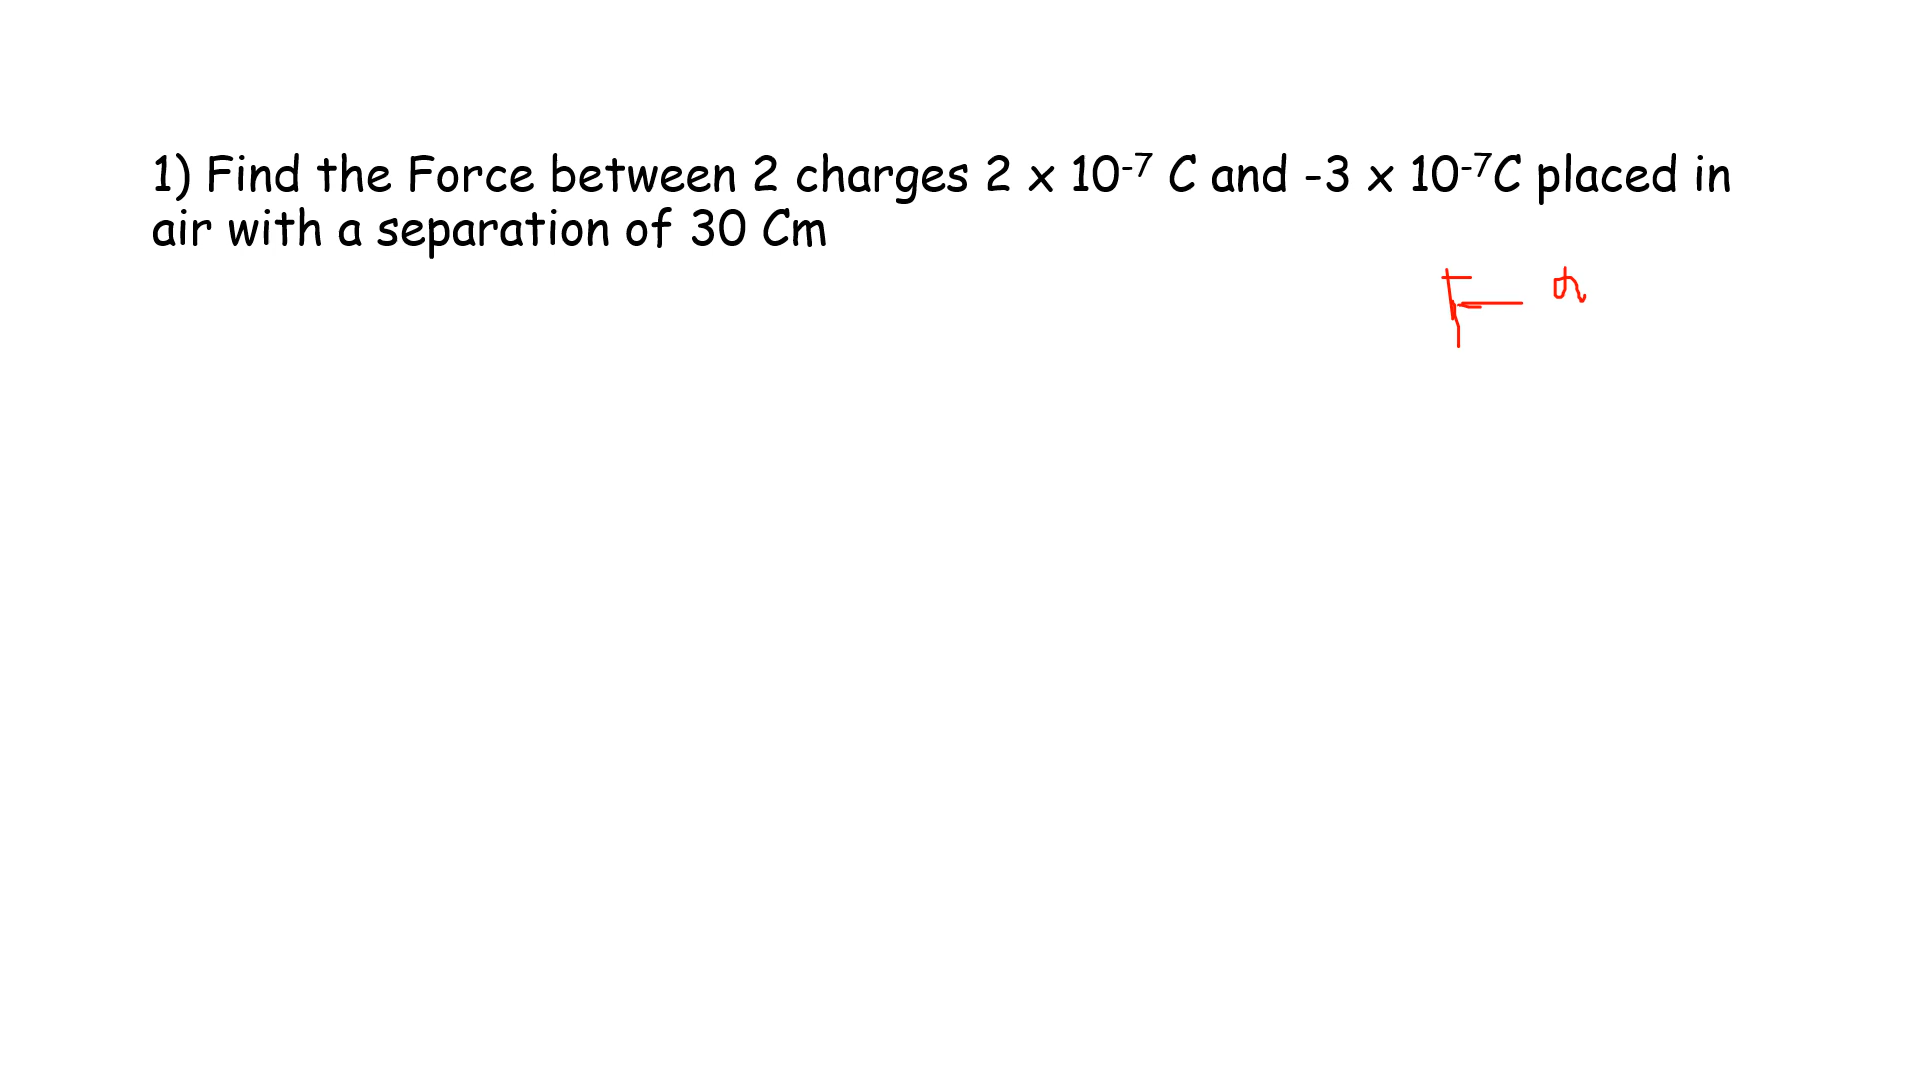 1) Find the Force between 2 charges 2 x 10⁻⁷ C and -3 x 10⁻⁷C placed in
air with a separation of 30 Cm